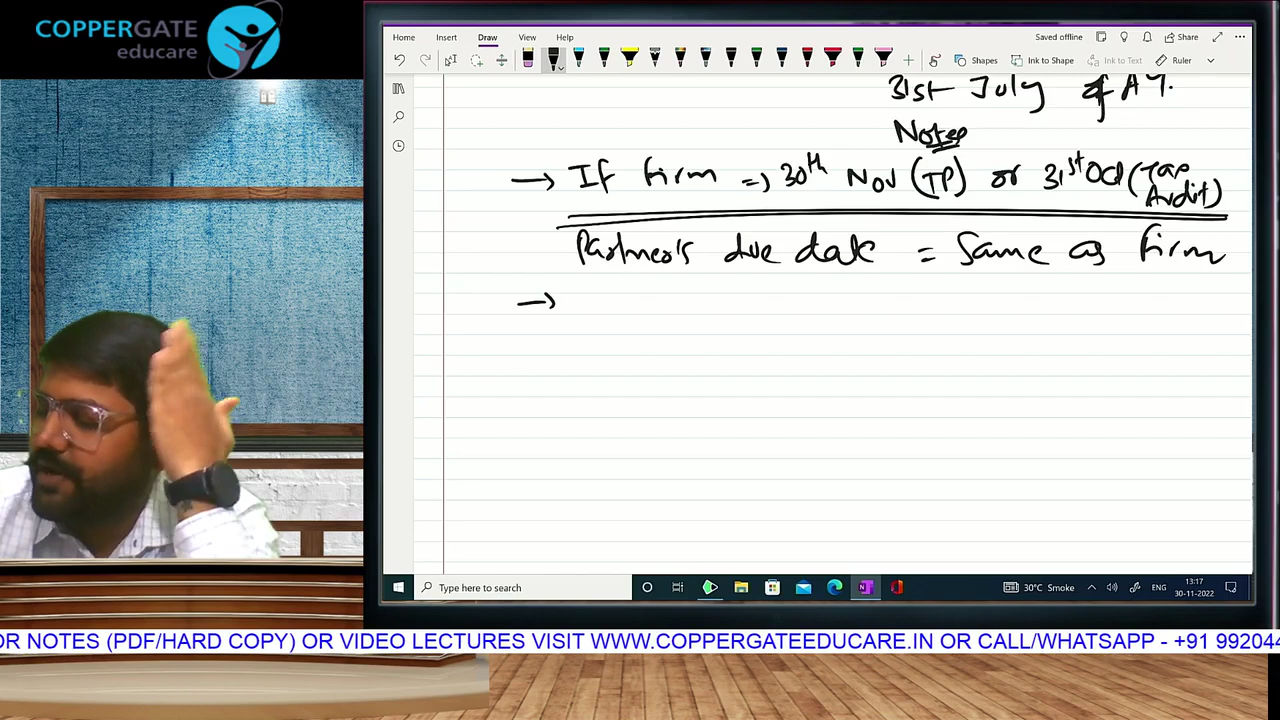 COPPERGATE
educare
Home Insert Draw View Help
Saved offline Share
Shapes Ink to Shape Ink to Text Ruler
31st July of A.Y.
Notes
→ If firm => 30th Nov (TP) or 31st Oct (Tax Audit)
Partner's due date = Same as firm
→
Type here to search
30°C Smoke ENG 13:17
30-11-2022
OR NOTES (PDF/HARD COPY) OR VIDEO LECTURES VISIT WWW.COPPERGATEEDUCARE.IN OR CALL/WHATSAPP - +91 99204